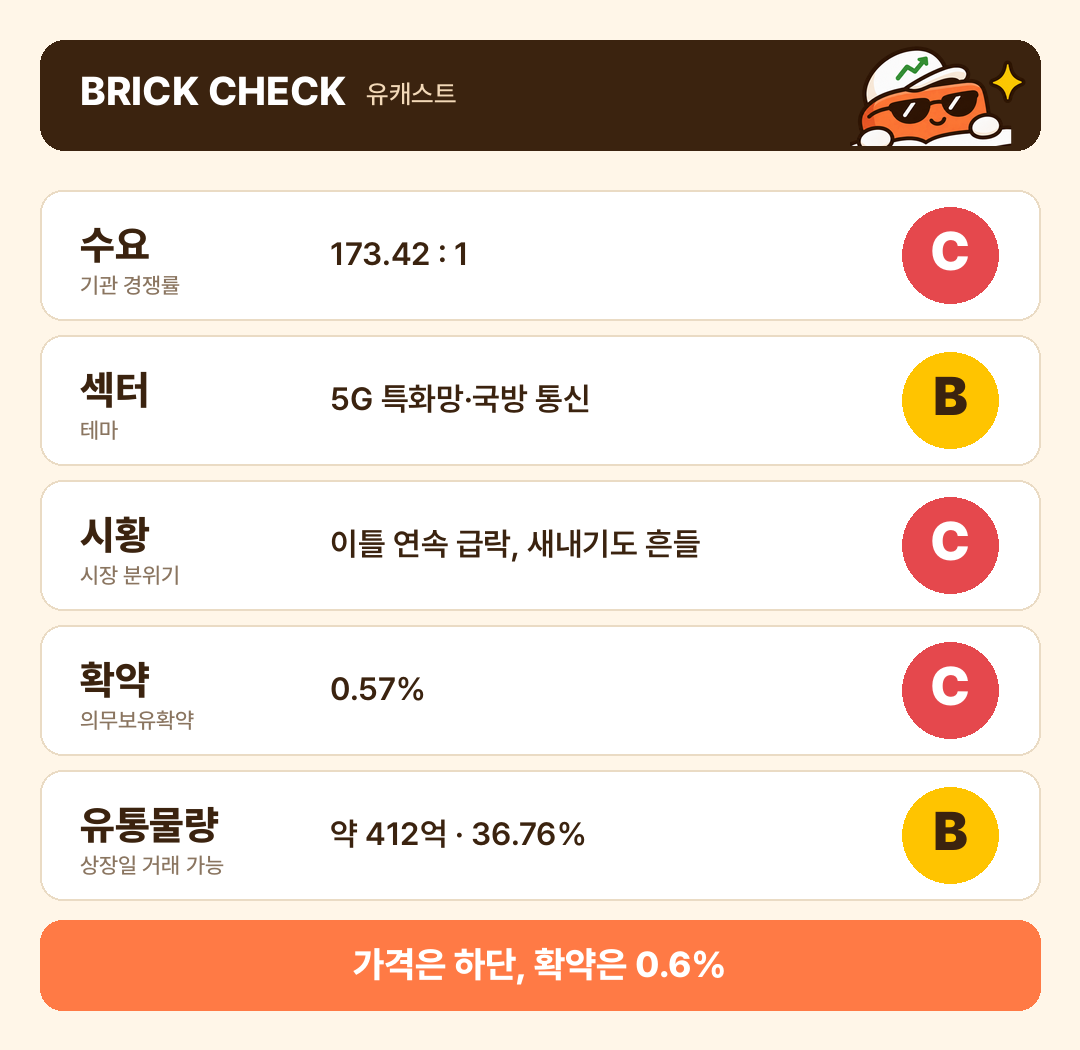 BRICK CHECK 유캐스트
수요
기관 경쟁률
173.42 : 1
C
섹터
테마
5G 특화망·국방 통신
B
시황
시장 분위기
이틀 연속 급락, 새내기도 흔들
C
확약
의무보유확약
0.57%
C
유통물량
상장일 거래 가능
약 412억 · 36.76%
B
가격은 하단, 확약은 0.6%